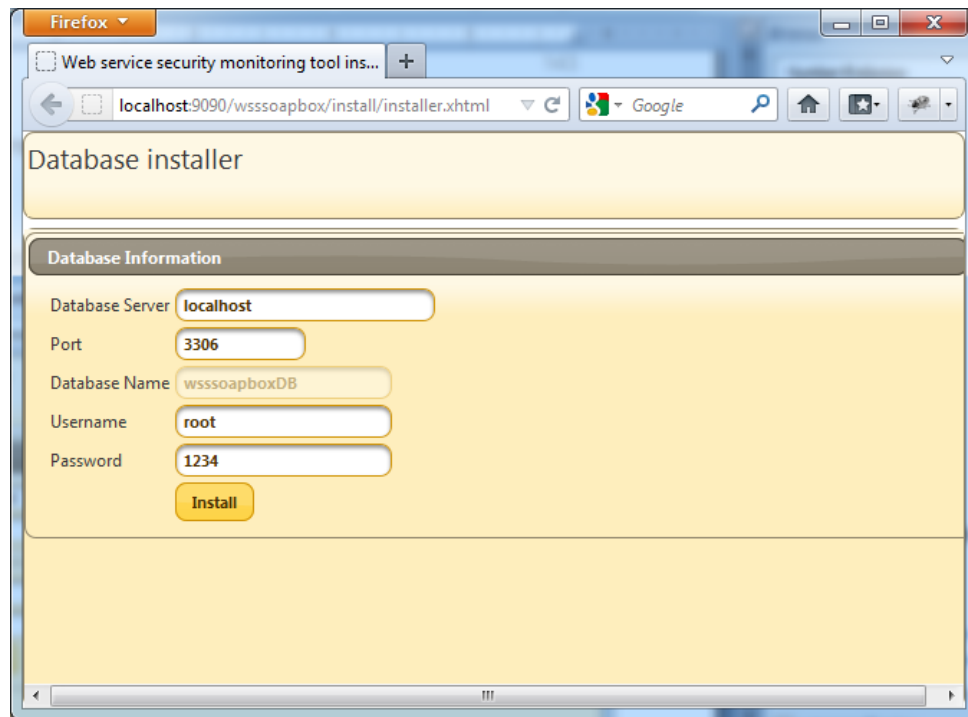 Firefox
Web service security monitoring tool ins...
localhost:9090/wsssoapbox/install/installer.xhtml
Google
Database installer
Database Information
Database Server localhost
Port 3306
Database Name wsssoapboxDB
Username root
Password 1234
Install